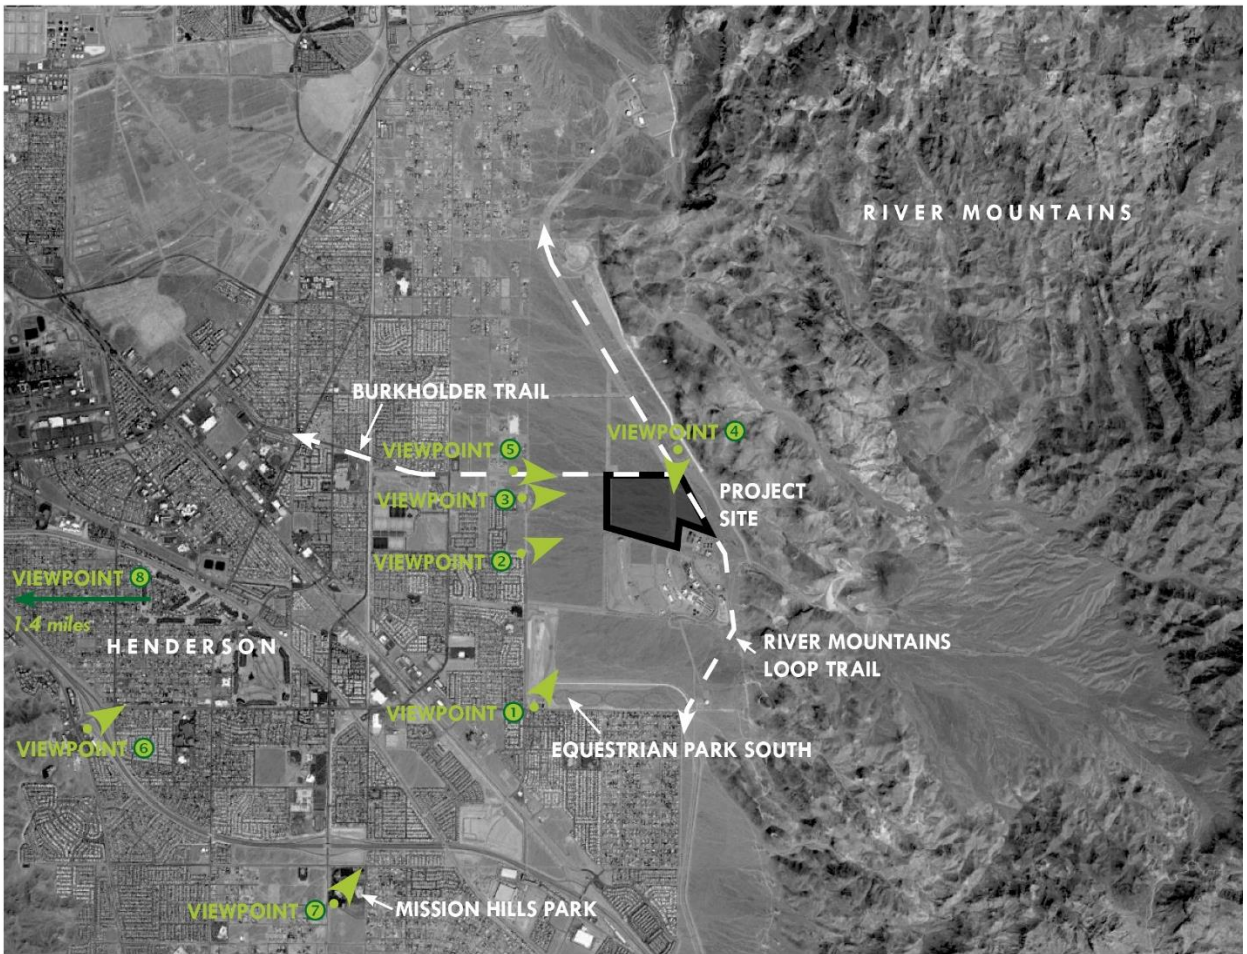 RIVER MOUNTAINS
BURKHOLDER TRAIL
VIEWPOINT 4
VIEWPOINT 5
VIEWPOINT 3
PROJECT
SITE
VIEWPOINT 2
VIEWPOINT 8
1.4 miles
HENDERSON
RIVER MOUNTAINS
LOOP TRAIL
VIEWPOINT 1
VIEWPOINT 6
EQUESTRIAN PARK SOUTH
VIEWPOINT 7
MISSION HILLS PARK